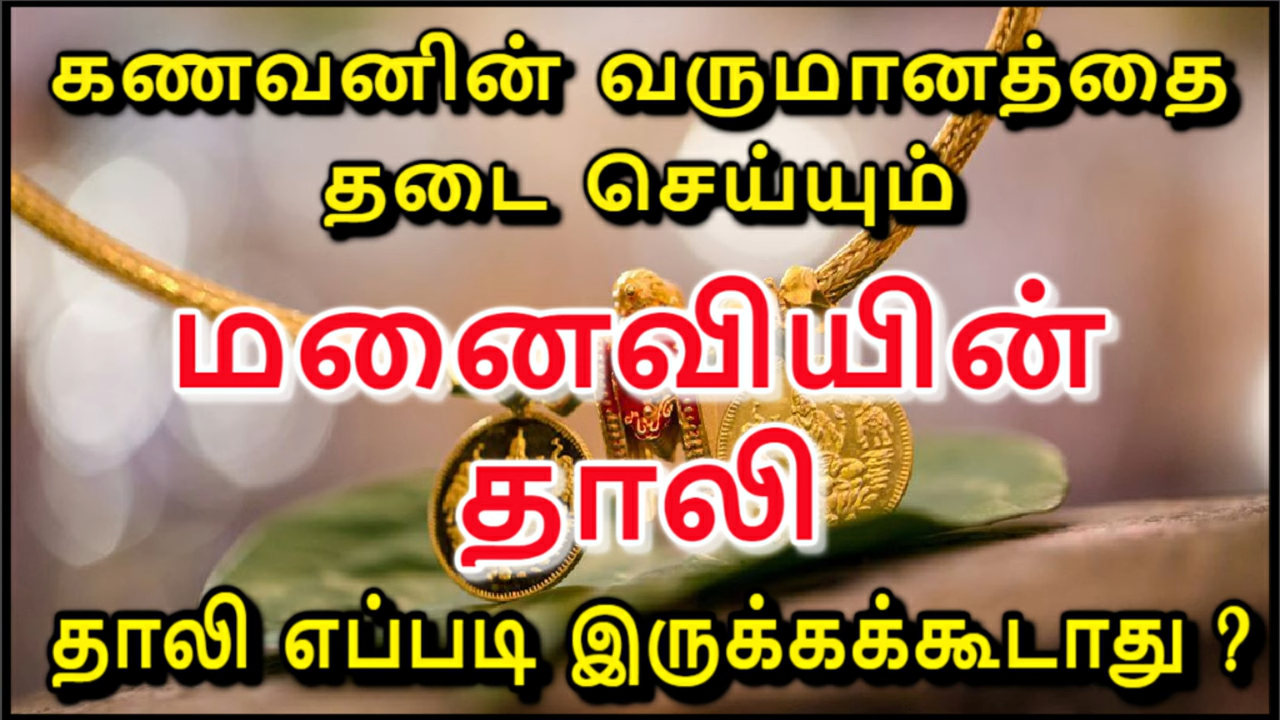 கணவனின் வருமானத்தை
தடை செய்யும்
மனைவியின்
தாலி
தாலி எப்படி இருக்கக்கூடாது ?